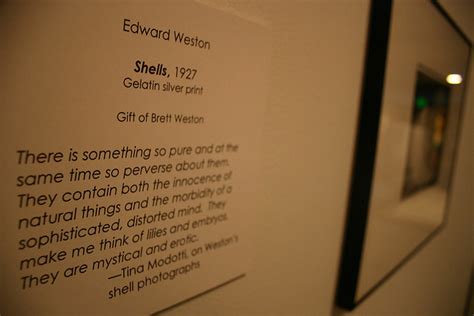 Edward Weston
Shells, 1927
Gelatin silver print
Gift of Brett Weston
There is something so pure and at the
same time so perverse about them.
They contain both the innocence of
natural things and the morbidity of a
sophisticated, distorted mind. They
make me think of lilies and embryos.
They are mystical and erotic.
—Tina Modotti, on Weston's
shell photographs